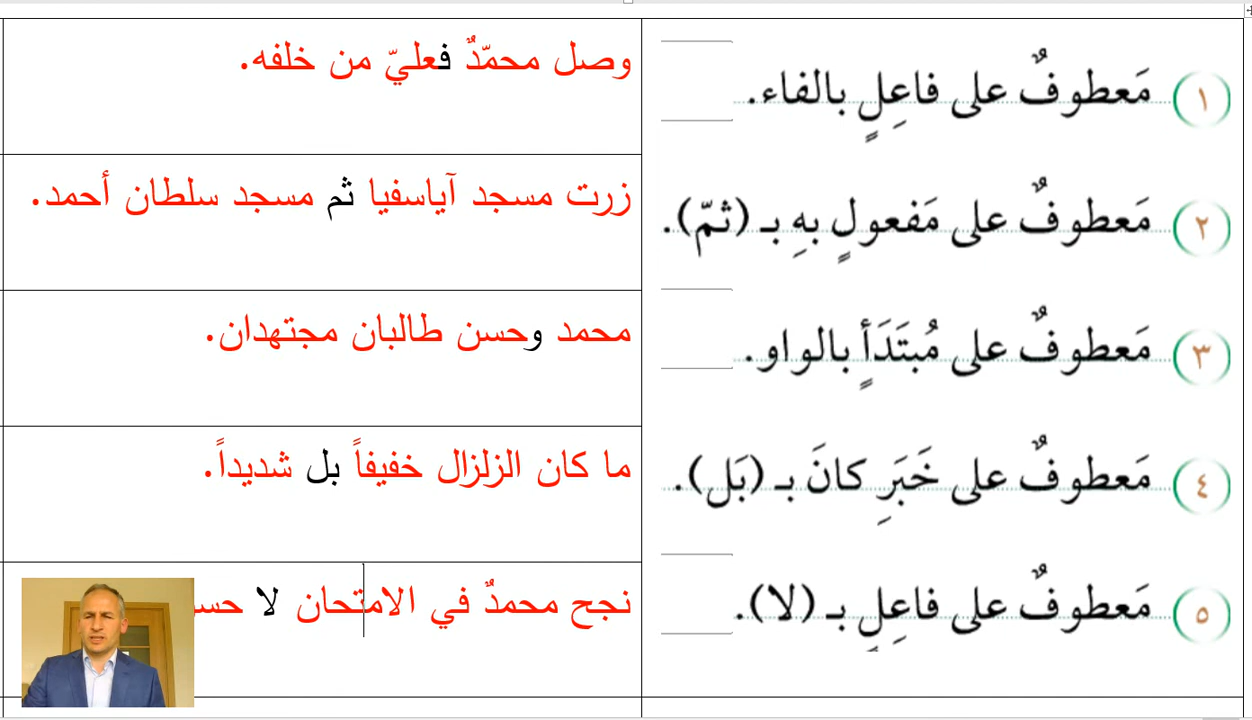 (١) مَعطوفٌ على فاعِلٍ بالفاء.
وصل محمّدٌ فعليّ من خلفه.
(٢) مَعطوفٌ على مَفعولٍ بهِ بـ (ثمّ).
زرت مسجد آياسفيا ثم مسجد سلطان أحمد.
(٣) مَعطوفٌ على مُبتَدَأٍ بالواو.
محمد وحسن طالبان مجتهدان.
(٤) مَعطوفٌ على خَبَرِ كانَ بـ (بَل).
ما كان الزلزال خفيفاً بل شديداً.
(٥) مَعطوفٌ على فاعِلٍ بـ (لا).
نجح محمدٌ في الامتحان لا